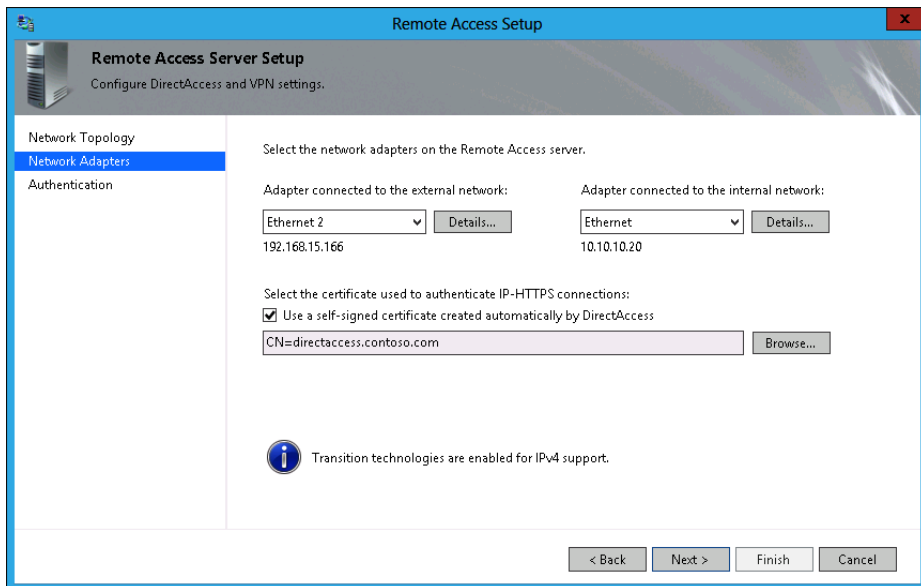 Remote Access Setup
x
Remote Access Server Setup
Configure DirectAccess and VPN settings.
Network Topology
Network Adapters
Authentication
Select the network adapters on the Remote Access server.
Adapter connected to the external network:
Adapter connected to the internal network:
Ethernet 2
Details...
Ethernet
Details...
192.168.15.166
10.10.10.20
Select the certificate used to authenticate IP-HTTPS connections:
Use a self-signed certificate created automatically by DirectAccess
CN=directaccess.contoso.com
Browse...
Transition technologies are enabled for IPv4 support.
< Back
Next >
Finish
Cancel